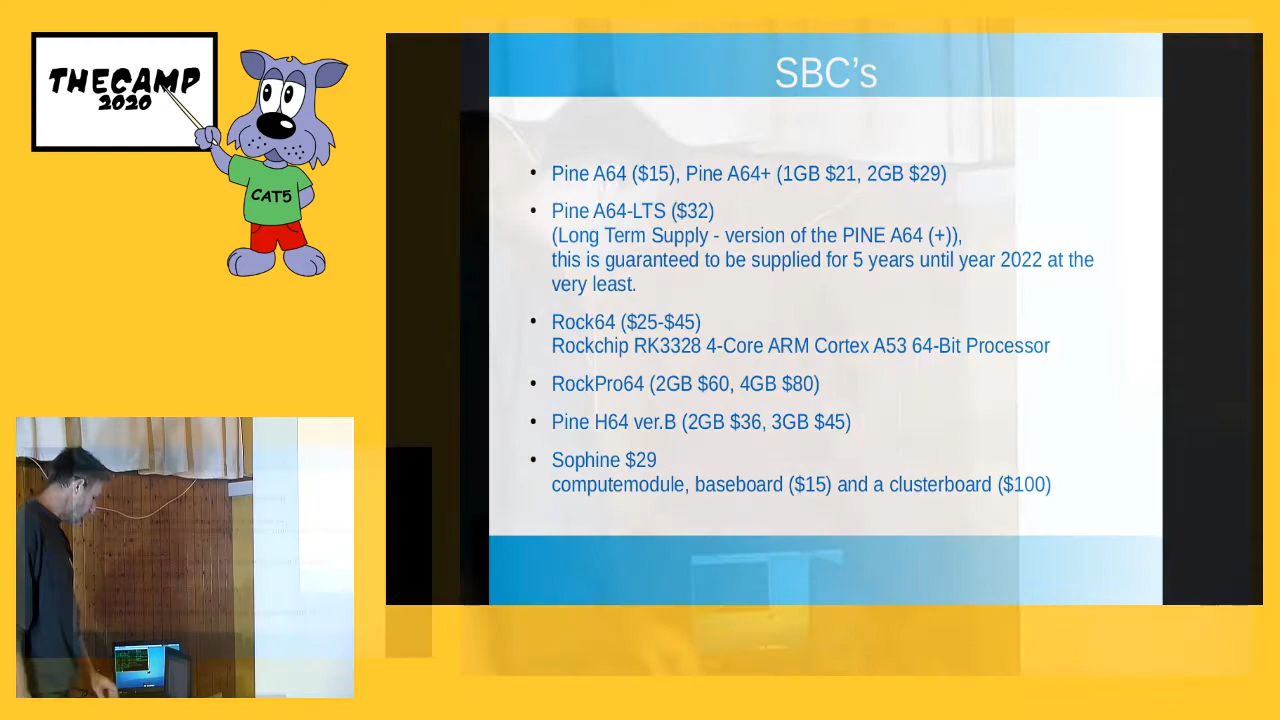 THECAMP
2020
CAT5
SBC's
• Pine A64 ($15), Pine A64+ (1GB $21, 2GB $29)
• Pine A64-LTS ($32)
(Long Term Supply - version of the PINE A64 (+)),
this is guaranteed to be supplied for 5 years until year 2022 at the
very least.
• Rock64 ($25-$45)
Rockchip RK3328 4-Core ARM Cortex A53 64-Bit Processor
• RockPro64 (2GB $60, 4GB $80)
• Pine H64 ver.B (2GB $36, 3GB $45)
• Sophine $29
computemodule, baseboard ($15) and a clusterboard ($100)